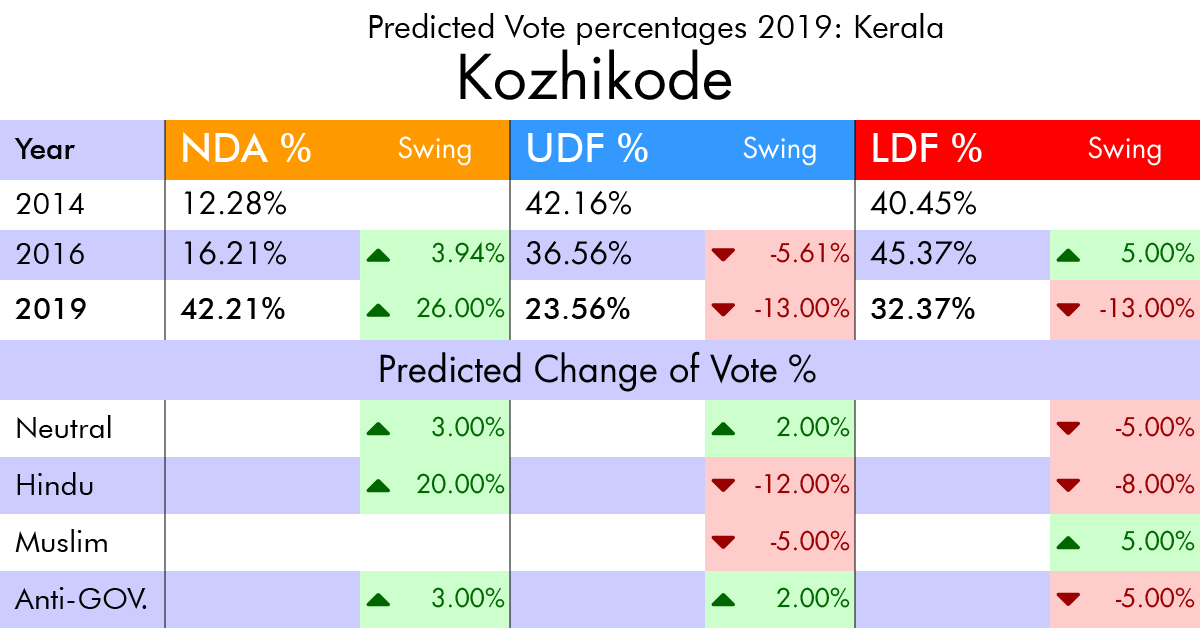 Predicted Vote percentages 2019: Kerala
Kozhikode
Year NDA % Swing UDF % Swing LDF % Swing
2014 12.28% 42.16% 40.45%
2016 16.21% 3.94% 36.56% -5.61% 45.37% 5.00%
2019 42.21% 26.00% 23.56% -13.00% 32.37% -13.00%
Predicted Change of Vote %
Neutral 3.00% 2.00% -5.00%
Hindu 20.00% -12.00% -8.00%
Muslim -5.00% 5.00%
Anti-GOV. 3.00% 2.00% -5.00%